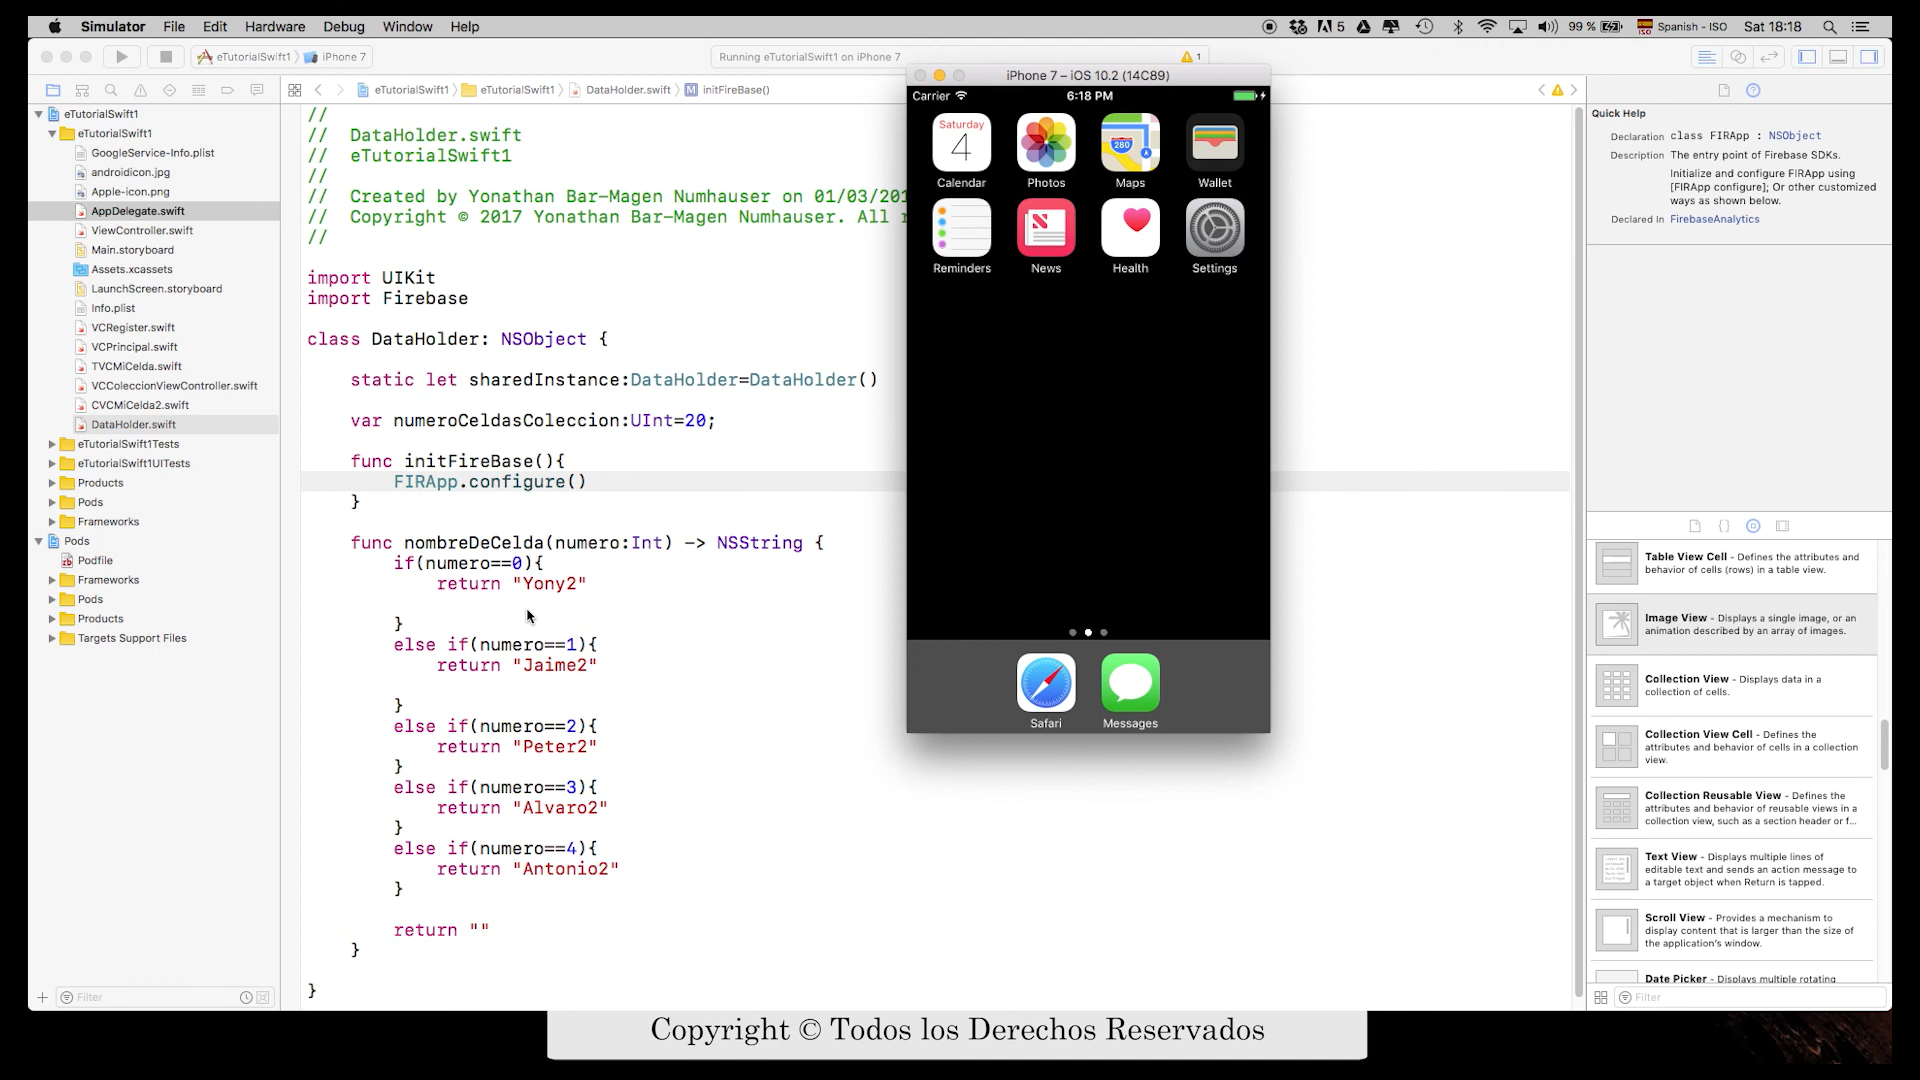 Simulator File Edit Hardware Debug Window Help
5 99 % Spanish - ISO Sat 18:18
eTutorialSwift1 iPhone 7
Running eTutorialSwift1 on iPhone 7
1
eTutorialSwift1 eTutorialSwift1 DataHolder.swift M initFireBase()
eTutorialSwift1
eTutorialSwift1
GoogleService-Info.plist
androidicon.jpg
Apple-icon.png
AppDelegate.swift
ViewController.swift
Main.storyboard
Assets.xcassets
LaunchScreen.storyboard
Info.plist
VCRegister.swift
VCPrincipal.swift
TVCMiCelda.swift
VCColeccionViewController.swift
CVCMiCelda2.swift
DataHolder.swift
eTutorialSwift1Tests
eTutorialSwift1UITests
Products
Pods
Frameworks
Pods
Podfile
Frameworks
Pods
Products
Targets Support Files
Filter
//
// DataHolder.swift
// eTutorialSwift1
//
// Created by Yonathan Bar-Magen Numhauser on 01/03/201
// Copyright © 2017 Yonathan Bar-Magen Numhauser. All r
//
import UIKit
import Firebase
class DataHolder: NSObject {
static let sharedInstance:DataHolder=DataHolder()
var numeroCeldasColeccion:UInt=20;
func initFireBase(){
FIRApp.configure()
}
func nombreDeCelda(numero:Int) -> NSString {
if(numero==0){
return "Yony2"
}
else if(numero==1){
return "Jaime2"
}
else if(numero==2){
return "Peter2"
}
else if(numero==3){
return "Alvaro2"
}
else if(numero==4){
return "Antonio2"
}
return ""
}
}
iPhone 7 – iOS 10.2 (14C89)
Carrier 6:18 PM
Saturday
4
280
Calendar Photos Maps Wallet
Reminders News Health Settings
Safari Messages
Quick Help
Declaration class FIRApp : NSObject
Description The entry point of Firebase SDKs.
Initialize and configure FIRApp using
[FIRApp configure]; Or other customized
ways as shown below.
Declared In FirebaseAnalytics
Table View Cell - Defines the attributes and
behavior of cells (rows) in a table view.
Image View - Displays a single image, or an
animation described by an array of images.
Collection View - Displays data in a
collection of cells.
Collection View Cell - Defines the
attributes and behavior of cells in a collection
view.
Collection Reusable View - Defines the
attributes and behavior of reusable views in a
collection view, such as a section header or f...
Text View - Displays multiple lines of
editable text and sends an action message to
a target object when Return is tapped.
Scroll View - Provides a mechanism to
display content that is larger than the size of
the application's window.
Date Picker - Displays multiple rotating
Filter
Copyright © Todos los Derechos Reservados